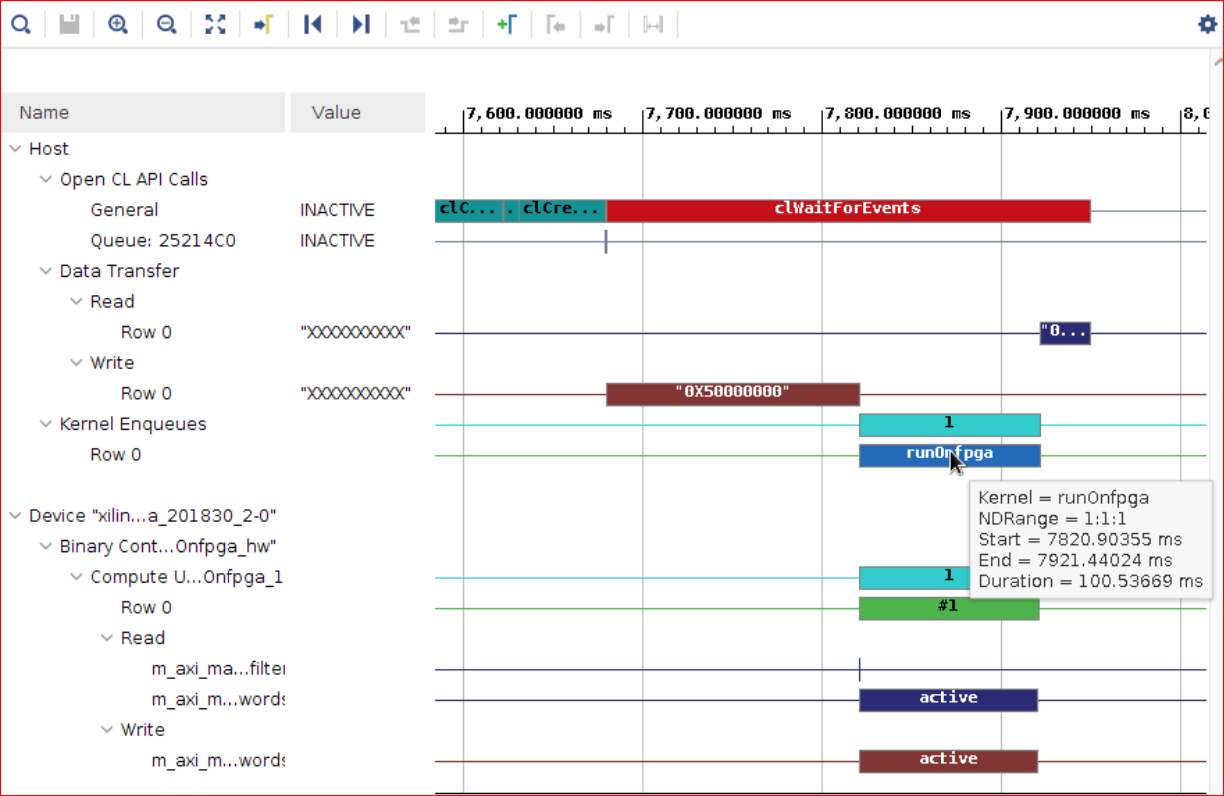 Name Value 7,600.000000 ms 7,700.000000 ms 7,800.000000 ms 7,900.000000 ms
Host
Open CL API Calls
General INACTIVE clC... . clCre... clWaitForEvents
Queue: 25214C0 INACTIVE
Data Transfer
Read
Row 0 "XXXXXXXXXX" "0...
Write
Row 0 "XXXXXXXXXX" "0X50000000"
Kernel Enqueues 1
Row 0 runOnfpga
Kernel = runOnfpga
NDRange = 1:1:1
Start = 7820.90355 ms
End = 7921.44024 ms
Duration = 100.53669 ms
Device "xilin...a_201830_2-0"
Binary Cont...Onfpga_hw"
Compute U...Onfpga_1 1
Row 0 #1
Read
m_axi_ma...filter
m_axi_m...words active
Write
m_axi_m...words active